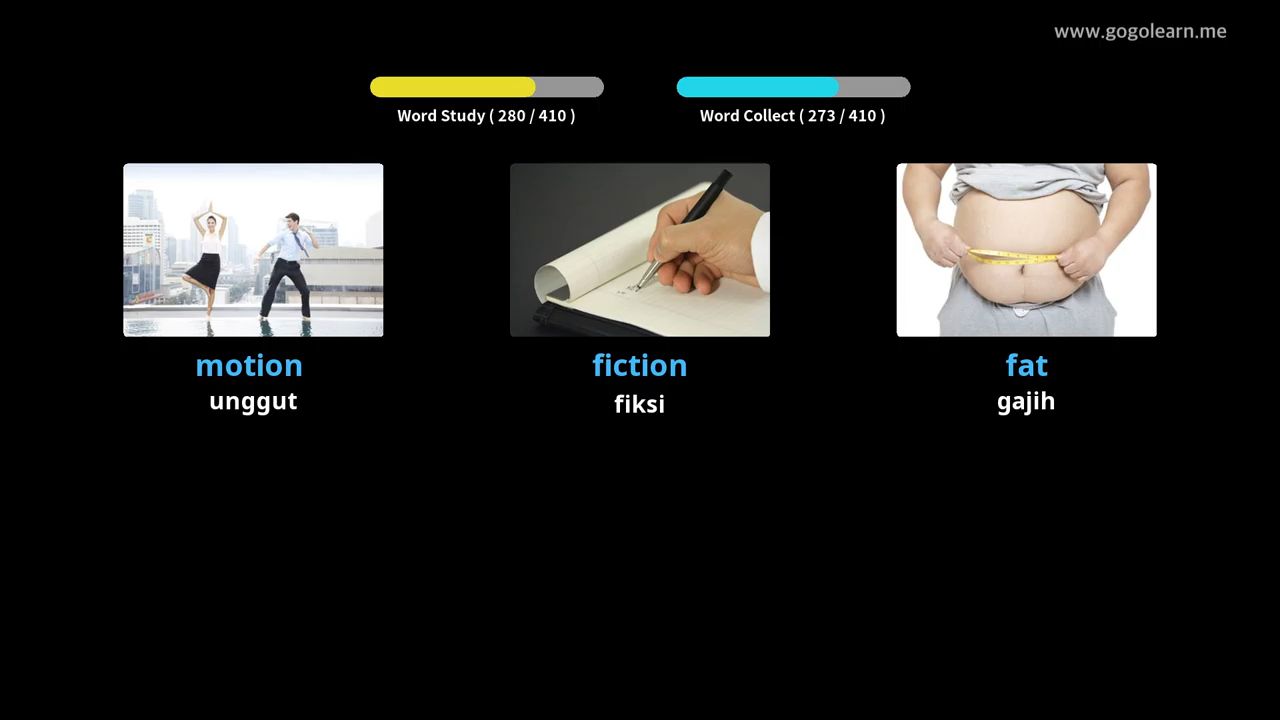 www.gogolearn.me
Word Study ( 280 / 410 )
Word Collect ( 273 / 410 )
motion
unggut
fiction
fiksi
fat
gajih